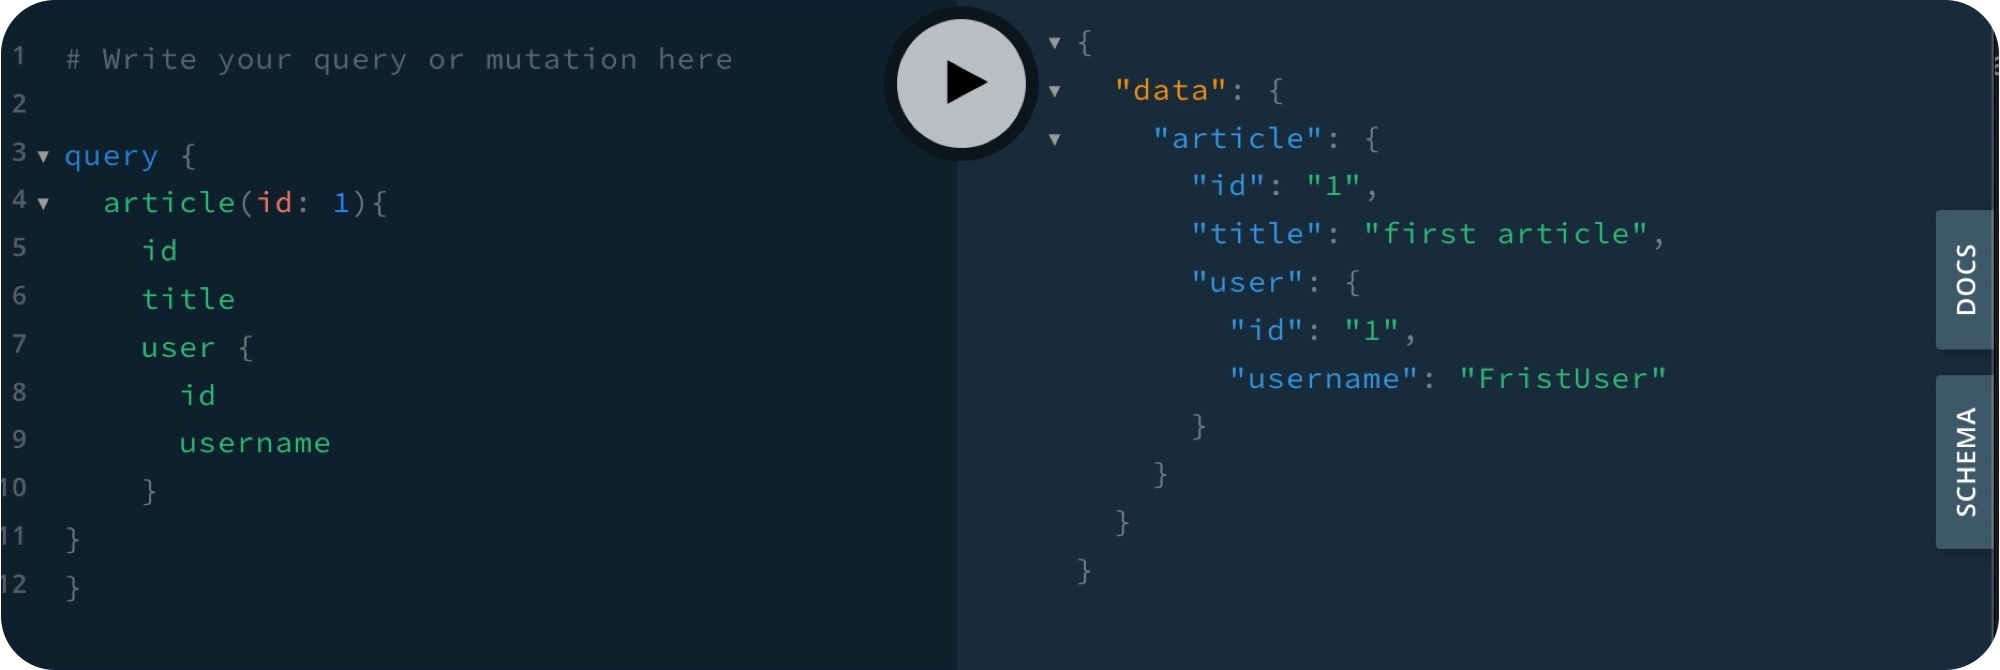 1 # Write your query or mutation here
2
3 query {
4 article(id: 1){
5 id
6 title
7 user {
8 id
9 username
10 }
11 }
12 }
{
"data": {
"article": {
"id": "1",
"title": "first article",
"user": {
"id": "1",
"username": "FristUser"
}
}
}
}
DOCS
SCHEMA